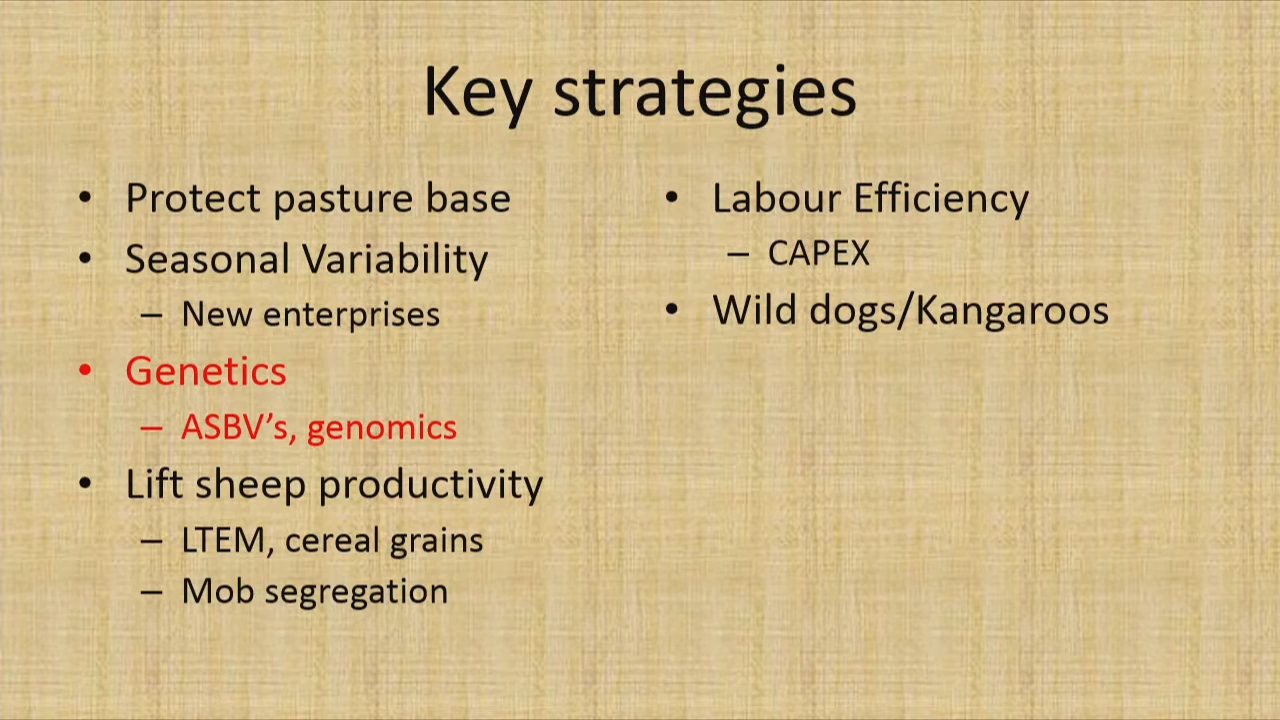 Key strategies
• Protect pasture base
• Seasonal Variability
– New enterprises
• Genetics
– ASBV’s, genomics
• Lift sheep productivity
– LTEM, cereal grains
– Mob segregation
• Labour Efficiency
– CAPEX
• Wild dogs/Kangaroos